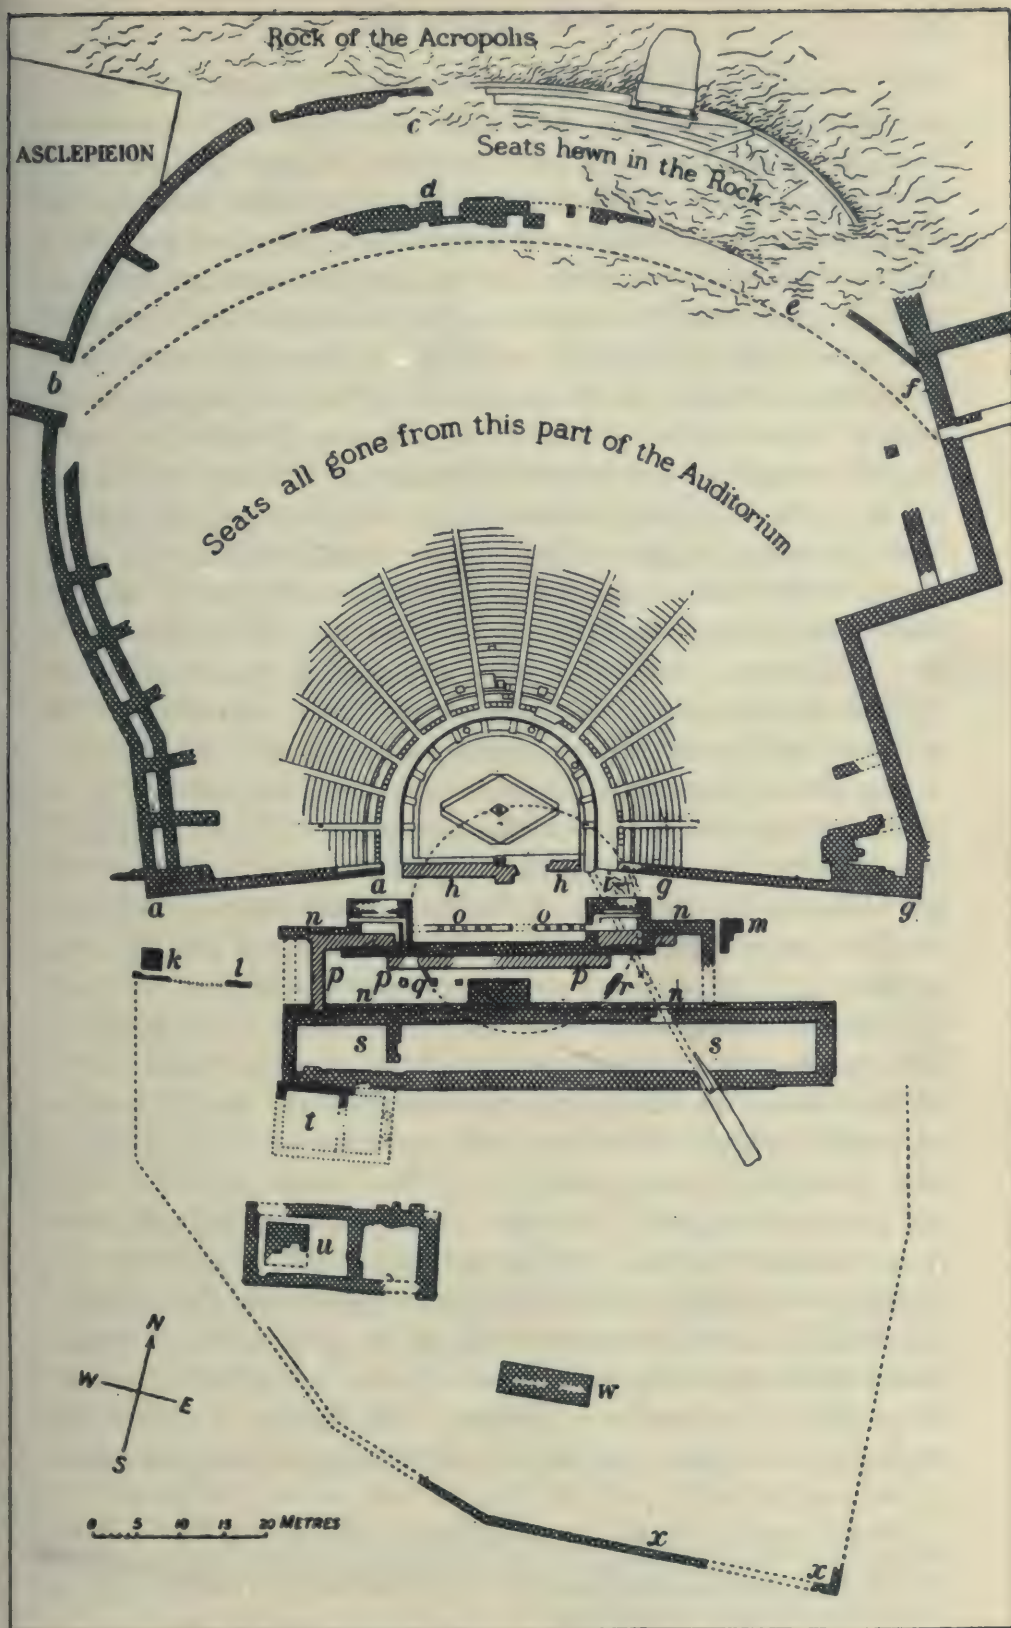 Rock of the Acropolis
ASCLEPIEION
c
Seats hewn in the Rock
d
e
b
f
Seats all gone from this part of the Auditorium
a
a
h
h
i
g
g
n
o
o
n
m
k
l
p
p
q
p
r
n
n
s
s
t
u
N
W
E
S
w
0 5 10 15 20 METRES
x
x